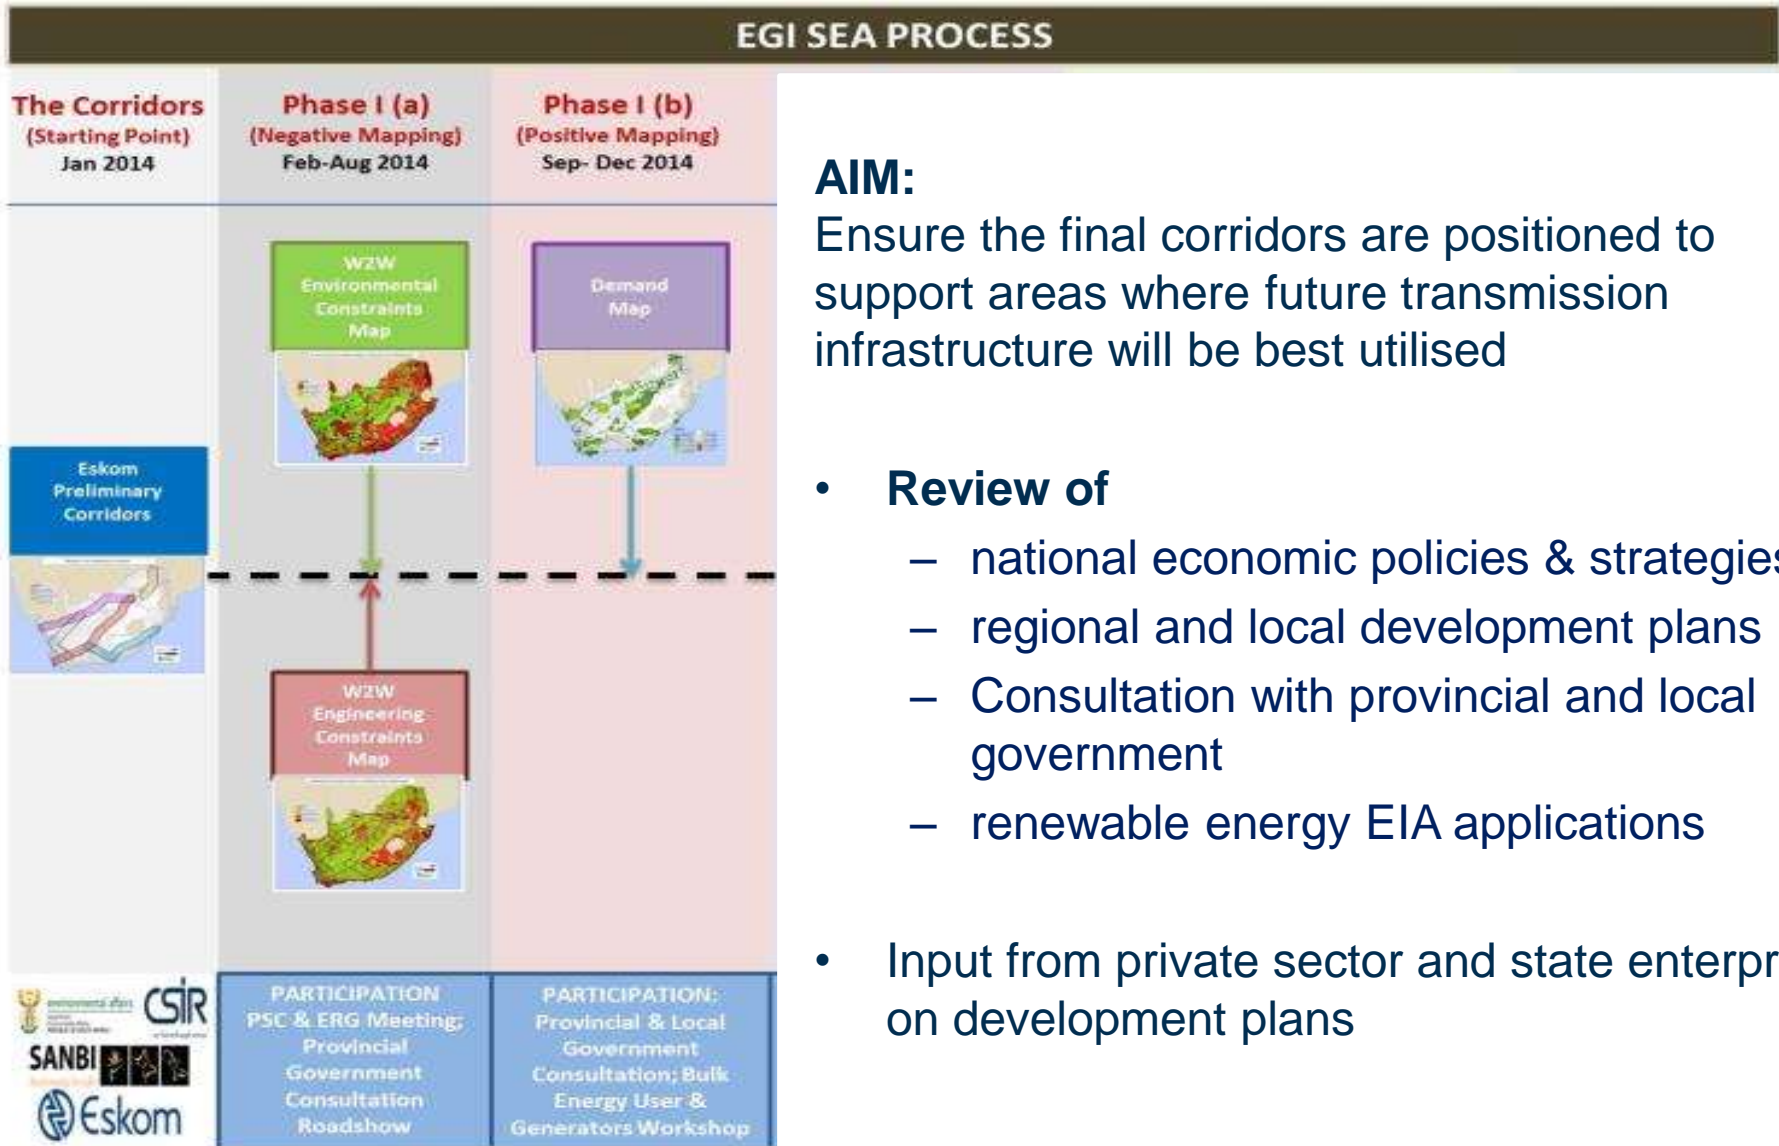 EGI SEA PROCESS
The Corridors
(Starting Point)
Jan 2014
Phase I (a)
(Negative Mapping)
Feb-Aug 2014
Phase I (b)
(Positive Mapping)
Sep- Dec 2014
W2W
Environmental
Constraints
Map
Demand
Map
Eskom
Preliminary
Corridors
W2W
Engineering
Constraints
Map
PARTICIPATION
PSC & ERG Meeting;
Provincial
Government
Consultation
Roadshow
PARTICIPATION:
Provincial & Local
Government
Consultation; Bulk
Energy User &
Generators Workshop
environmental affairs
CSIR
SANBI
Eskom
AIM:
Ensure the final corridors are positioned to
support areas where future transmission
infrastructure will be best utilised
• Review of
– national economic policies & strategies
– regional and local development plans
– Consultation with provincial and local
government
– renewable energy EIA applications
• Input from private sector and state enterpr
on development plans